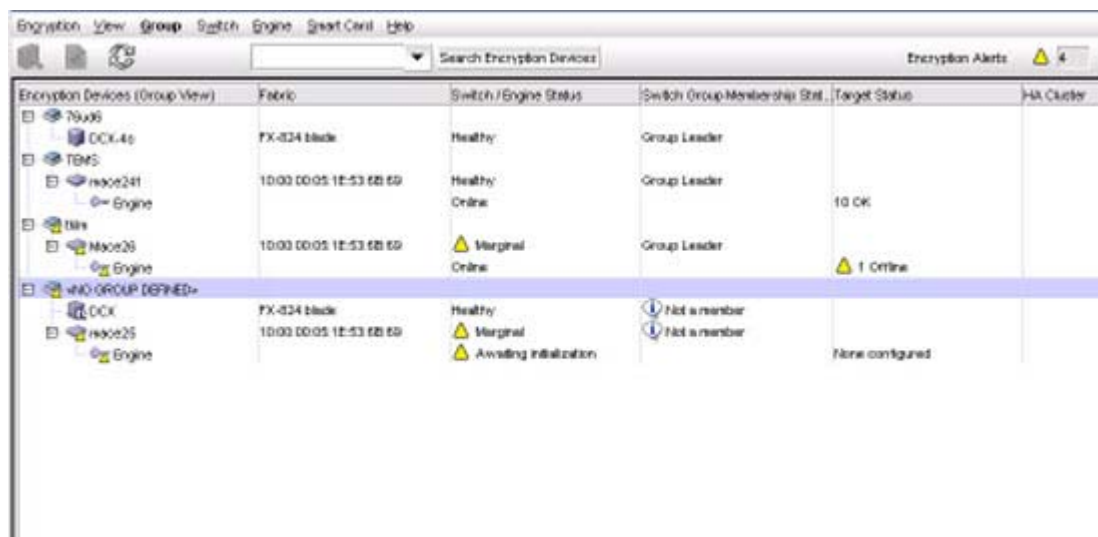 Encryption View Group Switch Engine Smart Card Help
Search Encryption Devices Encryption Alerts 4
Encryption Devices (Group View) Fabric Switch / Engine Status Switch Group Membership Stat... Target Status HA Cluster
DCX-4s FX-824 blade Healthy Group Leader
TEMS
mace241 10:00:00:05:1E:53:6B:69 Healthy Group Leader
Engine Online 10 OK
Mace26 10:00:00:05:1E:53:6B:69 Marginal Group Leader
Engine Online 1 Offline
<NO GROUP DEFINED>
DCX FX-824 blade Healthy Not a member
mace25 10:00:00:05:1E:53:6B:69 Marginal Not a member
Engine Awaiting initialization None configured